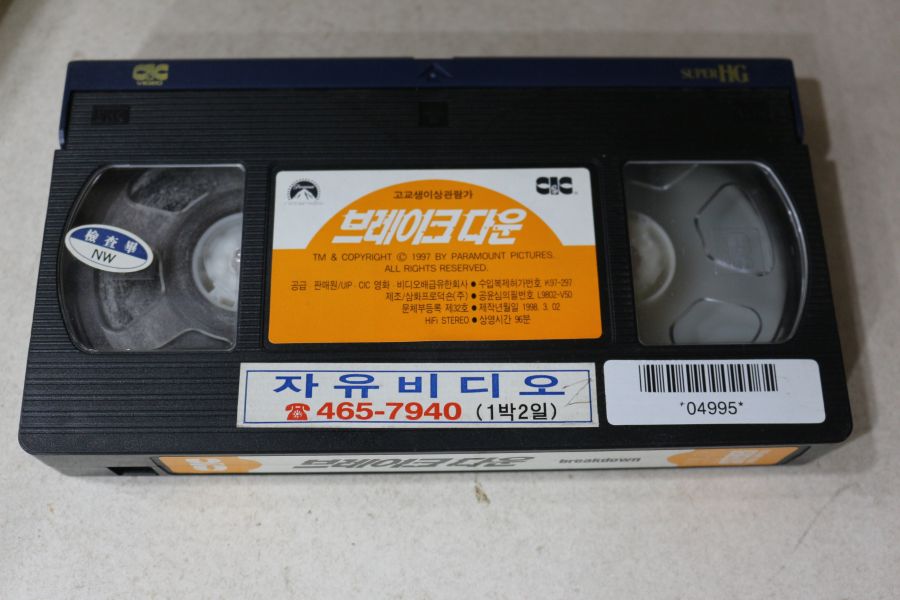 CIC
VIDEO
SUPER HG
Paramount
고교생이상관람가
CIC
브레이크 다운
TM & COPYRIGHT © 1997 BY PARAMOUNT PICTURES.
ALL RIGHTS RESERVED.
공급·판매원/UIP·CIC 영화·비디오배급유한회사 • 수입복제허가번호 K97-297
제조/삼화프로덕숀(주) • 공윤심의필번호 L9802-V50
문체부등록 제32호 • 제작년월일 1998. 3. 02
HiFi STEREO • 상영시간 96분
檢査畢
NW
자유비디오
☎ 465-7940 (1박2일)
*04995*
CIC
브레이크 다운
breakdown